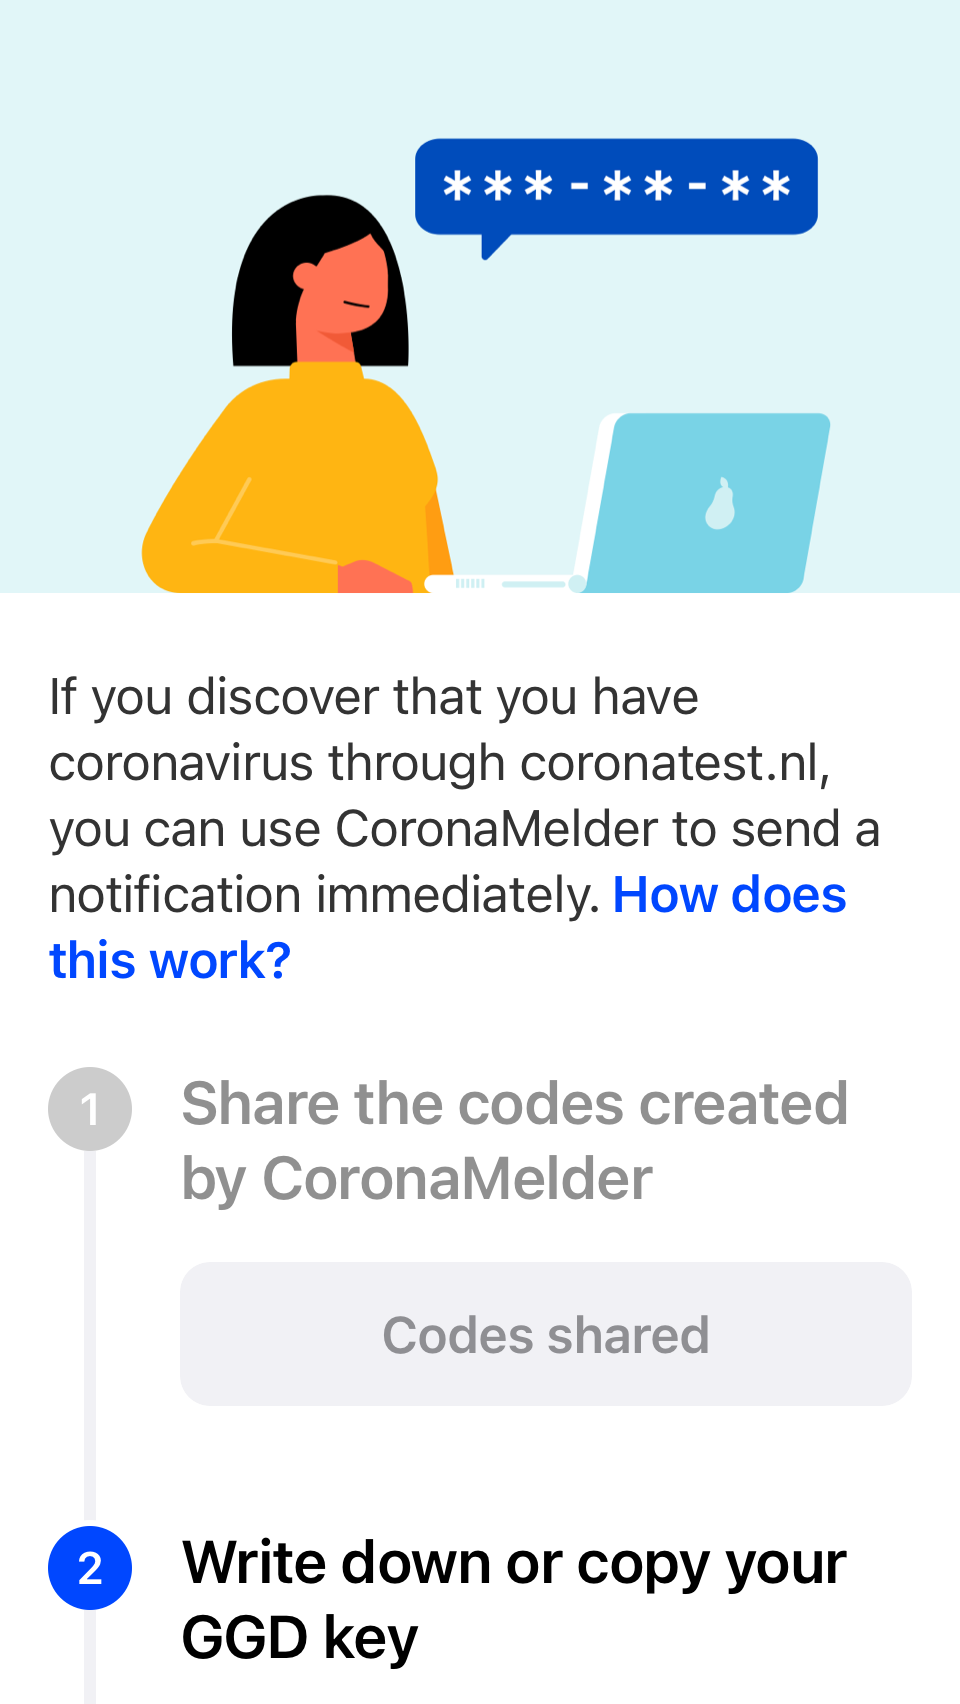 ***-**-**
If you discover that you have
coronavirus through coronatest.nl,
you can use CoronaMelder to send a
notification immediately. How does
this work?
1
Share the codes created
by CoronaMelder
Codes shared
2
Write down or copy your
GGD key